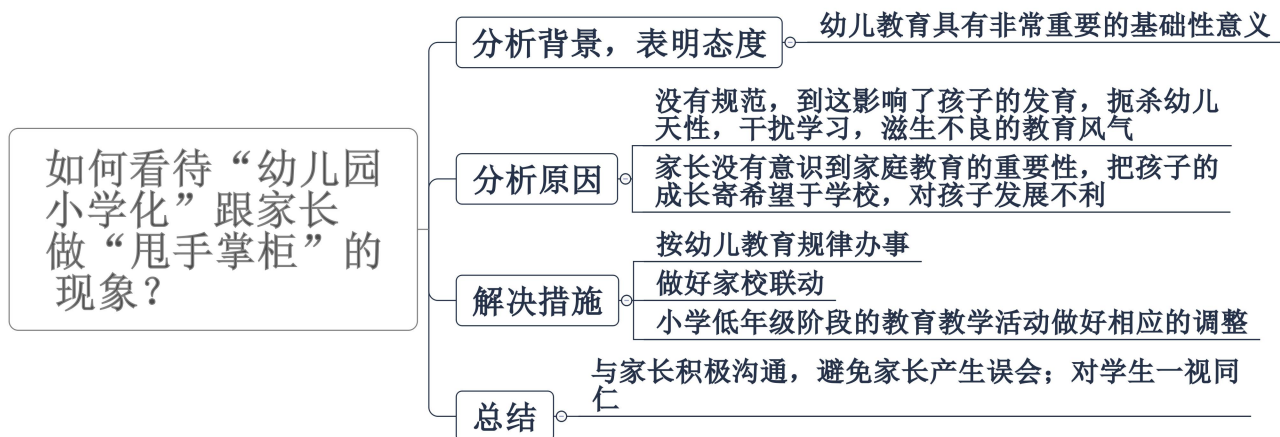 如何看待“幼儿园
小学化”跟家长
做“甩手掌柜”的
现象？
分析背景，表明态度
幼儿教育具有非常重要的基础性意义
分析原因
没有规范，到这影响了孩子的发育，扼杀幼儿
天性，干扰学习，滋生不良的教育风气
家长没有意识到家庭教育的重要性，把孩子的
成长寄希望于学校，对孩子发展不利
解决措施
按幼儿教育规律办事
做好家校联动
小学低年级阶段的教育教学活动做好相应的调整
总结
与家长积极沟通，避免家长产生误会；对学生一视同
仁